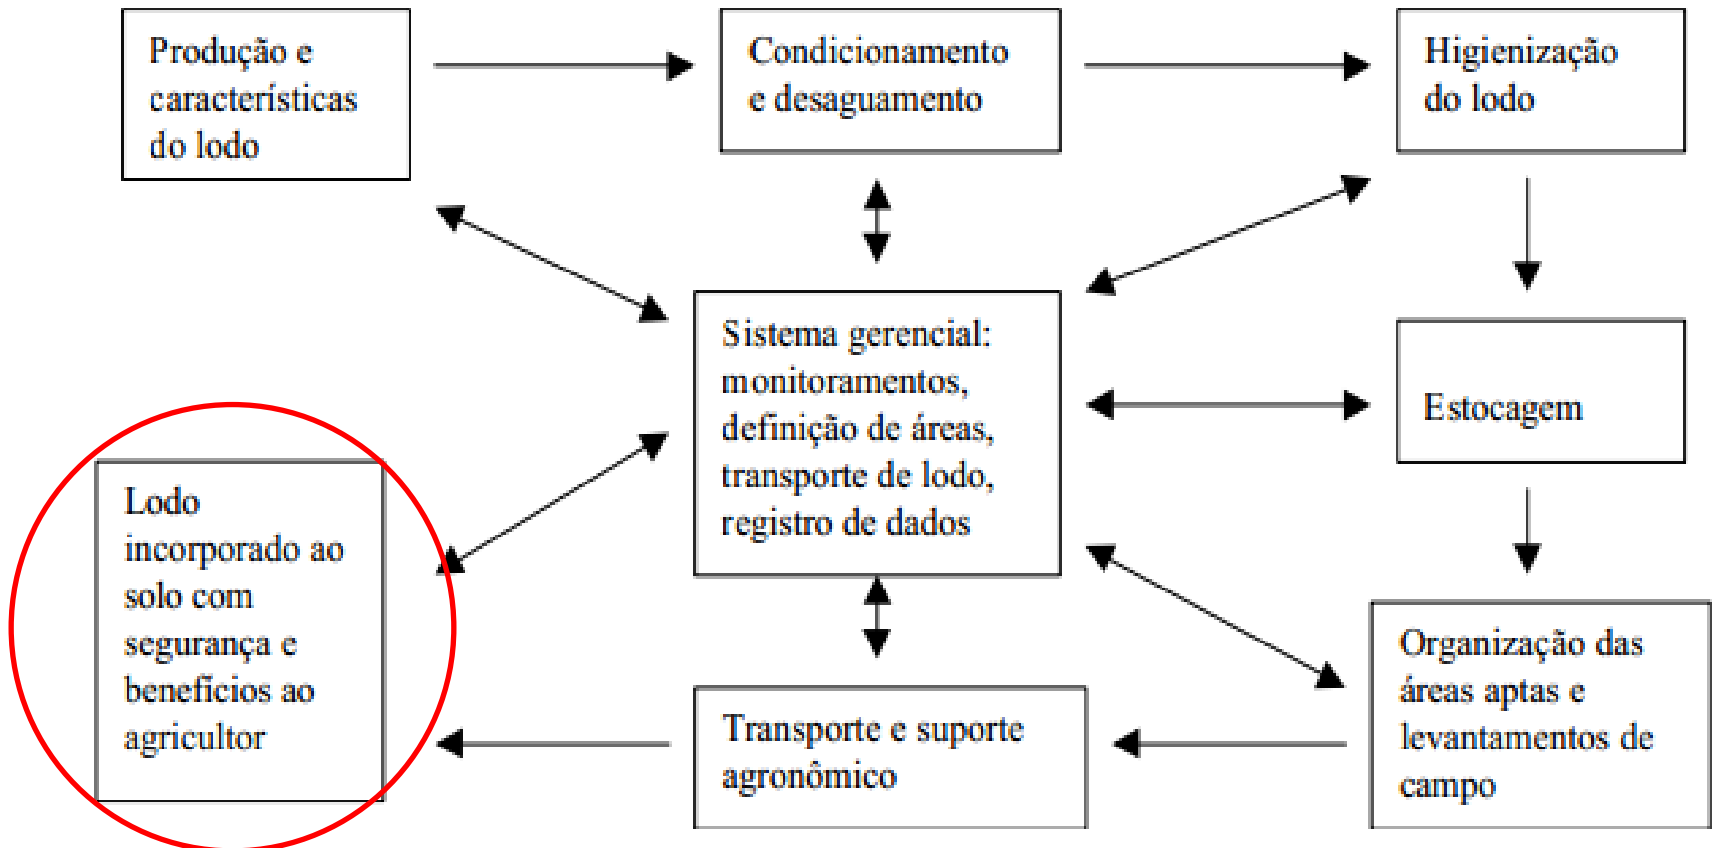 Produção e
características
do lodo
Condicionamento
e desaguamento
Higienização
do lodo
Sistema gerencial:
monitoramentos,
definição de áreas,
transporte de lodo,
registro de dados
Estocagem
Lodo
incorporado ao
solo com
segurança e
benefícios ao
agricultor
Transporte e suporte
agronômico
Organização das
áreas aptas e
levantamentos de
campo